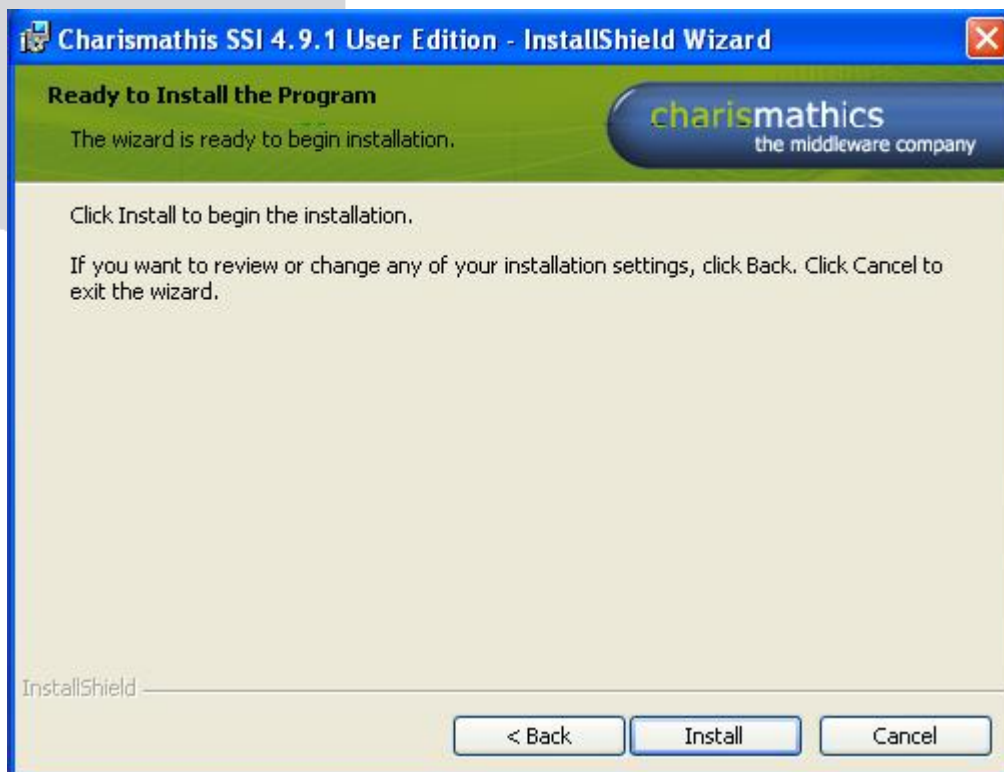 Charismathis SSI 4.9.1 User Edition - InstallShield Wizard
Ready to Install the Program
The wizard is ready to begin installation.
charismathics
the middleware company
Click Install to begin the installation.
If you want to review or change any of your installation settings, click Back. Click Cancel to
exit the wizard.
InstallShield
< Back
Install
Cancel